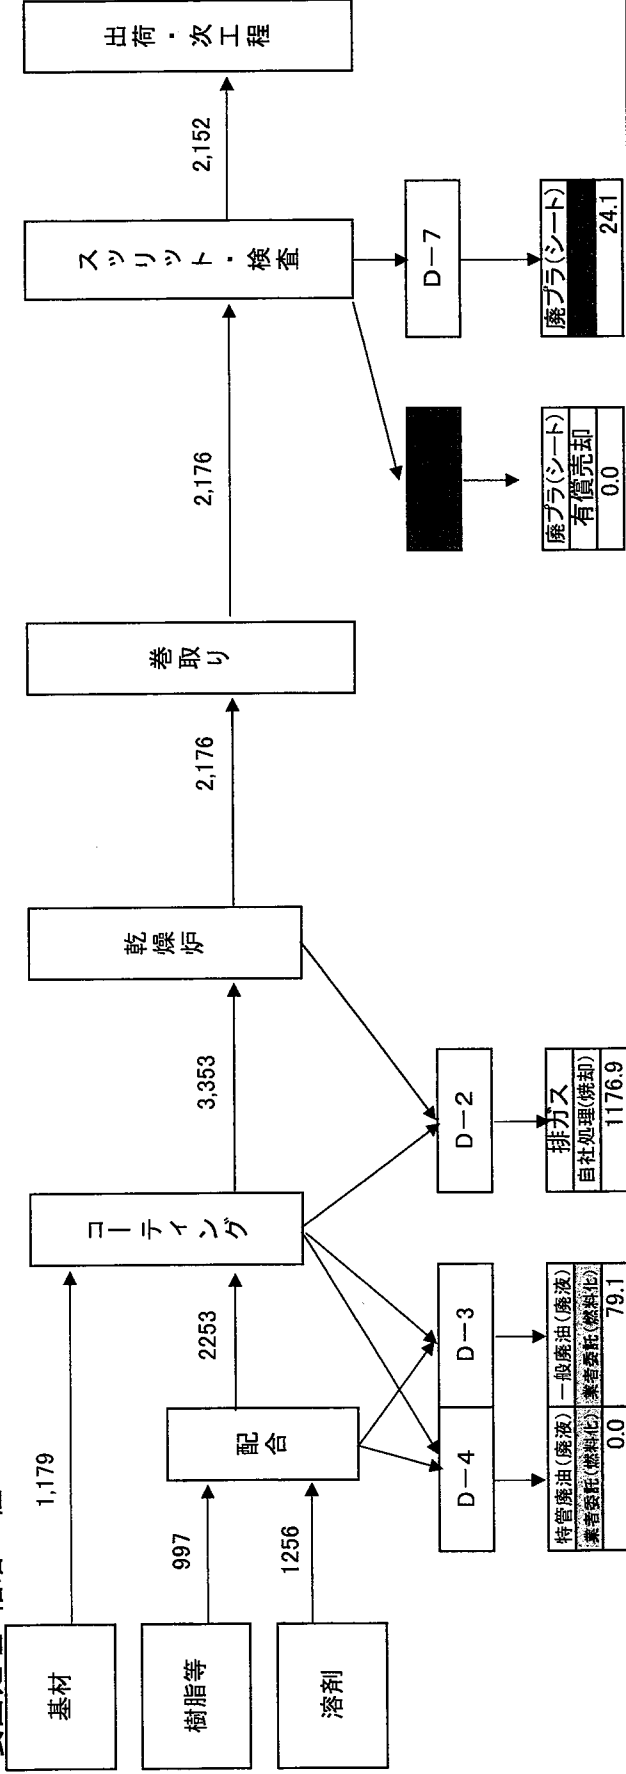 基材
樹脂等
溶剤
1,179
997
1256
配合
2253
コーティング
3,353
乾燥炉
2,176
巻取り
2,176
スツリット・検査
2,152
出荷・次工程
D－4
D－3
D－2
D－7
特管廃油(廃液)
業者委託(燃料化)
0.0
一般廃油(廃液)
業者委託(燃料化)
79.1
排ガス
自社処理(焼却)
1176.9
廃プラ(シート)
有償売却
0.0
廃プラ(シート)
24.1